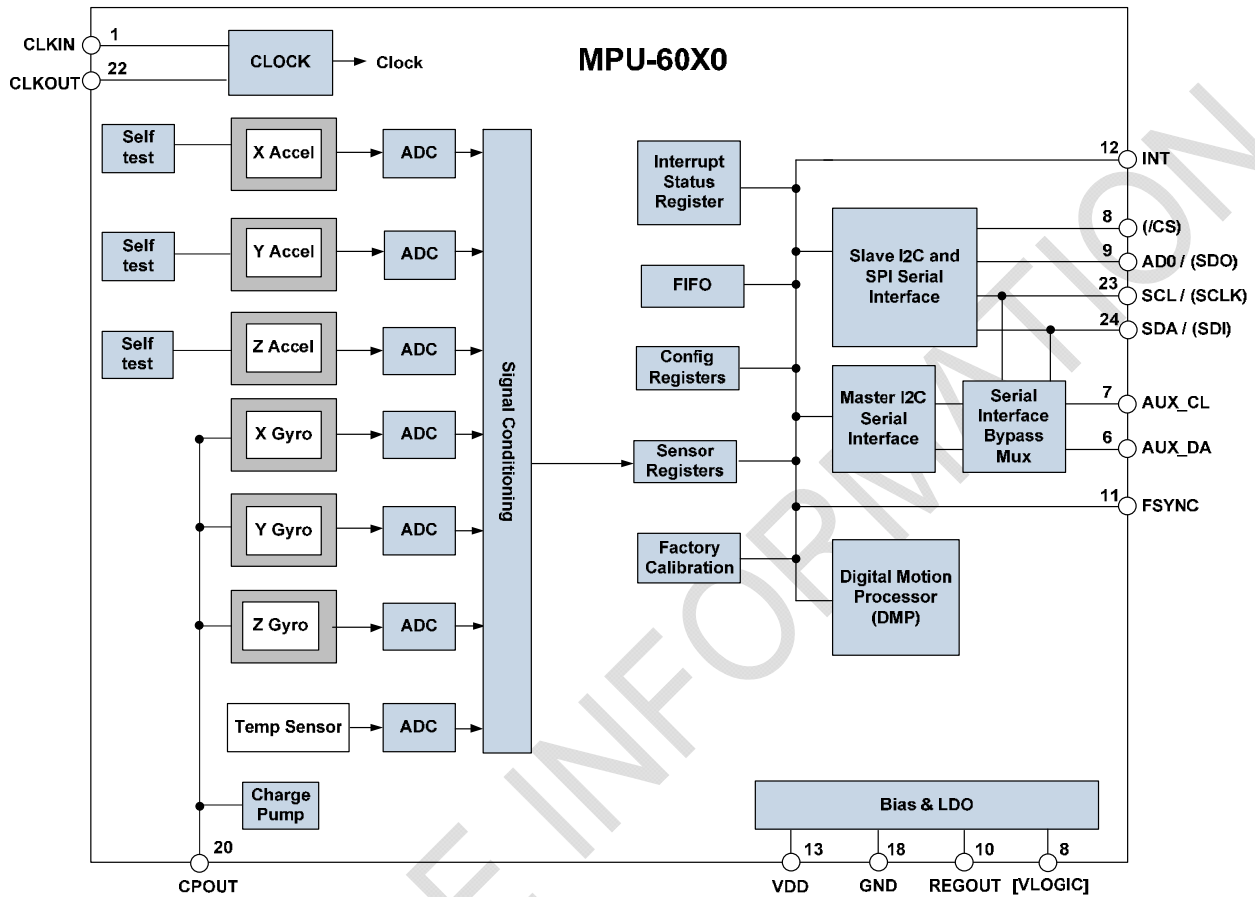 MPU-60X0
CLKIN
1
22
CLKOUT
CLOCK
Clock
Self
test
X Accel
ADC
Self
test
Y Accel
ADC
Self
test
Z Accel
ADC
X Gyro
ADC
Y Gyro
ADC
Z Gyro
ADC
Temp Sensor
ADC
Charge
Pump
20
CPOUT
Signal Conditioning
Interrupt
Status
Register
FIFO
Config
Registers
Sensor
Registers
Factory
Calibration
Slave I2C and
SPI Serial
Interface
Master I2C
Serial
Interface
Serial
Interface
Bypass
Mux
Digital Motion
Processor
(DMP)
12
INT
8
(/CS)
9
AD0 / (SDO)
23
SCL / (SCLK)
24
SDA / (SDI)
7
AUX_CL
6
AUX_DA
11
FSYNC
Bias & LDO
13
18
10
8
VDD
GND
REGOUT
[VLOGIC]
E INFORMATION